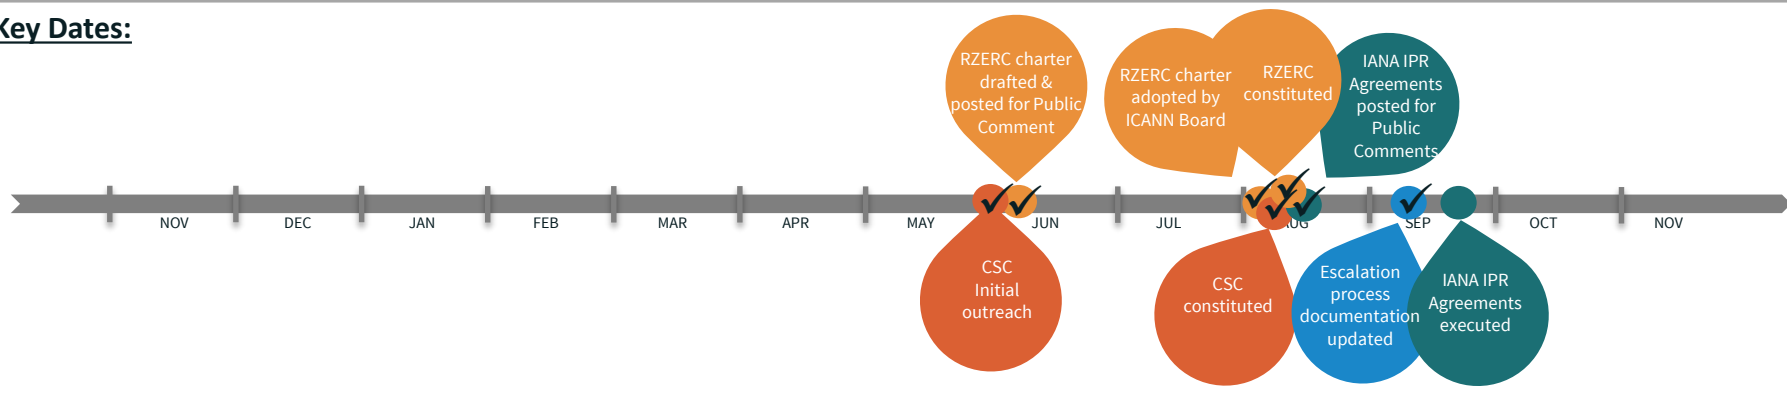 Key Dates:
RZERC charter
drafted &
posted for Public
Comment
RZERC charter
adopted by
ICANN Board
RZERC
constituted
IANA IPR
Agreements
posted for
Public
Comments
NOV
DEC
JAN
FEB
MAR
APR
MAY
JUN
JUL
AUG
SEP
OCT
NOV
CSC
Initial
outreach
CSC
constituted
Escalation
process
documentation
updated
IANA IPR
Agreements
executed